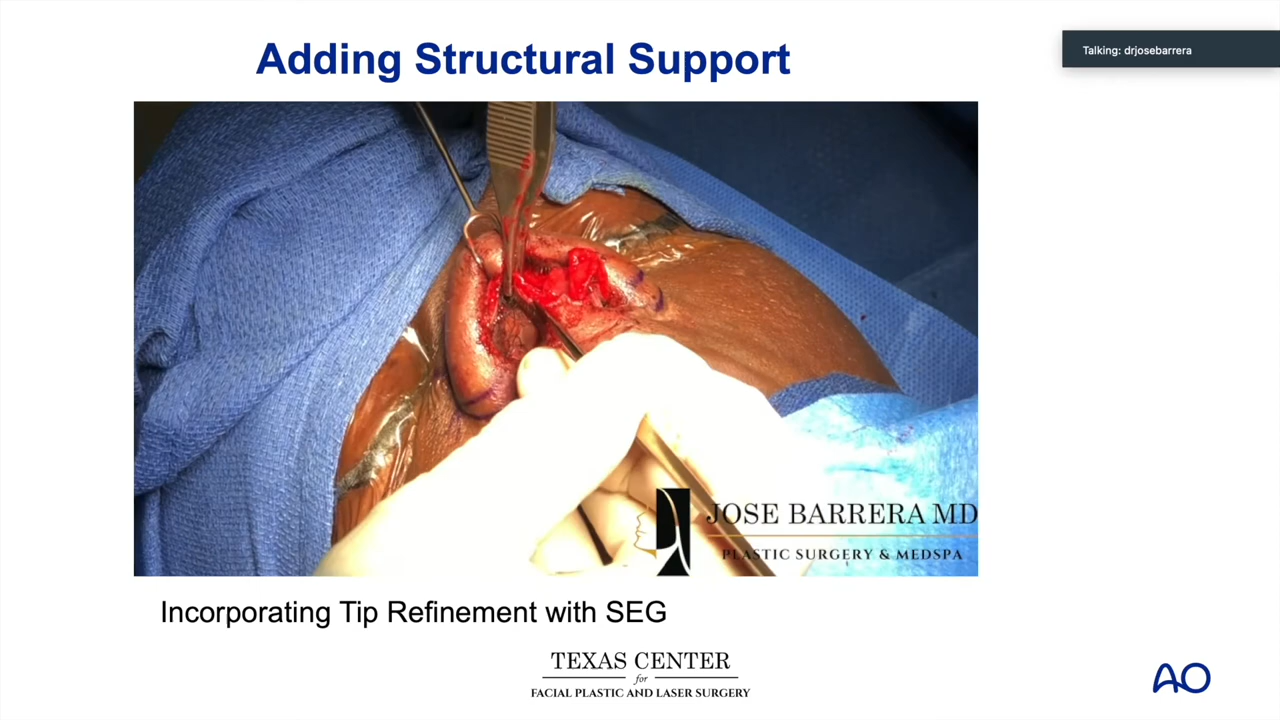 Adding Structural Support
Talking: drjosebarrera
JOSE BARRERA MD
PLASTIC SURGERY & MEDSPA
Incorporating Tip Refinement with SEG
TEXAS CENTER
for
FACIAL PLASTIC AND LASER SURGERY
AO